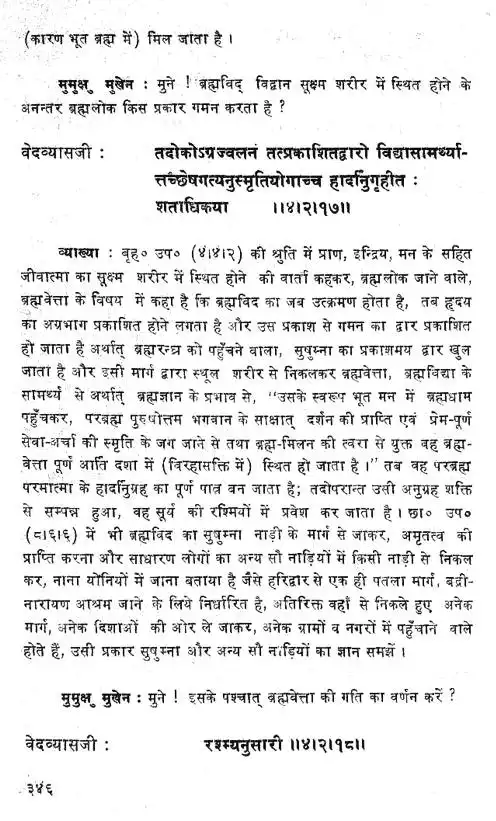 (कारण भूत ब्रह्म में) मिल जाता है ।
मुमुक्षु मुखेन : मुने ! ब्रह्मविद् विद्वान सूक्ष्म शरीर में स्थित होने के
अनन्तर ब्रह्मलोक किस प्रकार गमन करता है ?
वेदव्यासजी : तदोकोऽग्रज्वलनं तत्प्रकाशितद्वारो विद्यासामर्थ्या-
त्तच्छेषगत्यनुस्मृतियोगाच्च हार्दानुगृहीत :
शताधिकया ।।४।२।१७।।
व्याख्या : बृह० उप० (४।४।२) की श्रुति में प्राण, इन्द्रिय, मन के सहित
जीवात्मा का सूक्ष्म शरीर में स्थित होने की वार्ता कहकर, ब्रह्मलोक जाने वाले,
ब्रह्मवेत्ता के विषय में कहा है कि ब्रह्मविद का जब उत्क्रमण होता है, तब हृदय
का अग्रभाग प्रकाशित होने लगता है और उस प्रकाश से गमन का द्वार प्रकाशित
हो जाता है अर्थात् ब्रह्मरन्ध्र को पहुँचने वाला, सुषुम्ना का प्रकाशमय द्वार खुल
जाता है और इसी मार्ग द्वारा स्थूल शरीर से निकलकर ब्रह्मवेत्ता, ब्रह्मविद्या के
सामर्थ्य से अर्थात् ब्रह्मज्ञान के प्रभाव से, "उसके स्वरूप भूत मन में ब्रह्मधाम
पहुँचकर, परब्रह्म पुरुषोत्तम भगवान के साक्षात् दर्शन की प्राप्ति एवं प्रेम-पूर्ण
सेवा-अर्चा की स्मृति के जग जाने से तथा ब्रह्म-मिलन की त्वरा से युक्त वह ब्रह्म-
वेत्ता पूर्ण आर्ति दशा में (विरहासक्ति में) स्थित हो जाता है ।" तब वह परब्रह्म
परमात्मा के हार्दानुग्रह का पूर्ण पात्र बन जाता है; तदोपरान्त उसी अनुग्रह शक्ति
से सम्पन्न हुआ, वह सूर्य की रश्मियों में प्रवेश कर जाता है । छा० उप०
(८।६।६) में भी ब्रह्मविद का सुषुम्ना नाड़ी के मार्ग से जाकर, अमृतत्व की
प्राप्ति करना और साधारण लोगों का अन्य सौ नाड़ियों में किसी नाड़ी से निकल
कर, नाना योनियों में जाना बताया है जैसे हरिद्वार से एक ही पतला मार्ग, बद्री-
नारायण आश्रम जाने के लिये निर्धारित है, अतिरिक्त वहाँ से निकले हुए अनेक
मार्ग, अनेक दिशाओं की ओर ले जाकर, अनेक ग्रामों व नगरों में पहुँचाने वाले
होते हैं, उसी प्रकार सुषुम्ना और अन्य सौ नाड़ियों का ज्ञान समझें ।
मुमुक्षु मुखेन : मुने ! इसके पश्चात् ब्रह्मवेत्ता की गति का वर्णन करें ?
वेदव्यासजी : रश्म्यनुसारी ।।४।२।१८।।
३४६